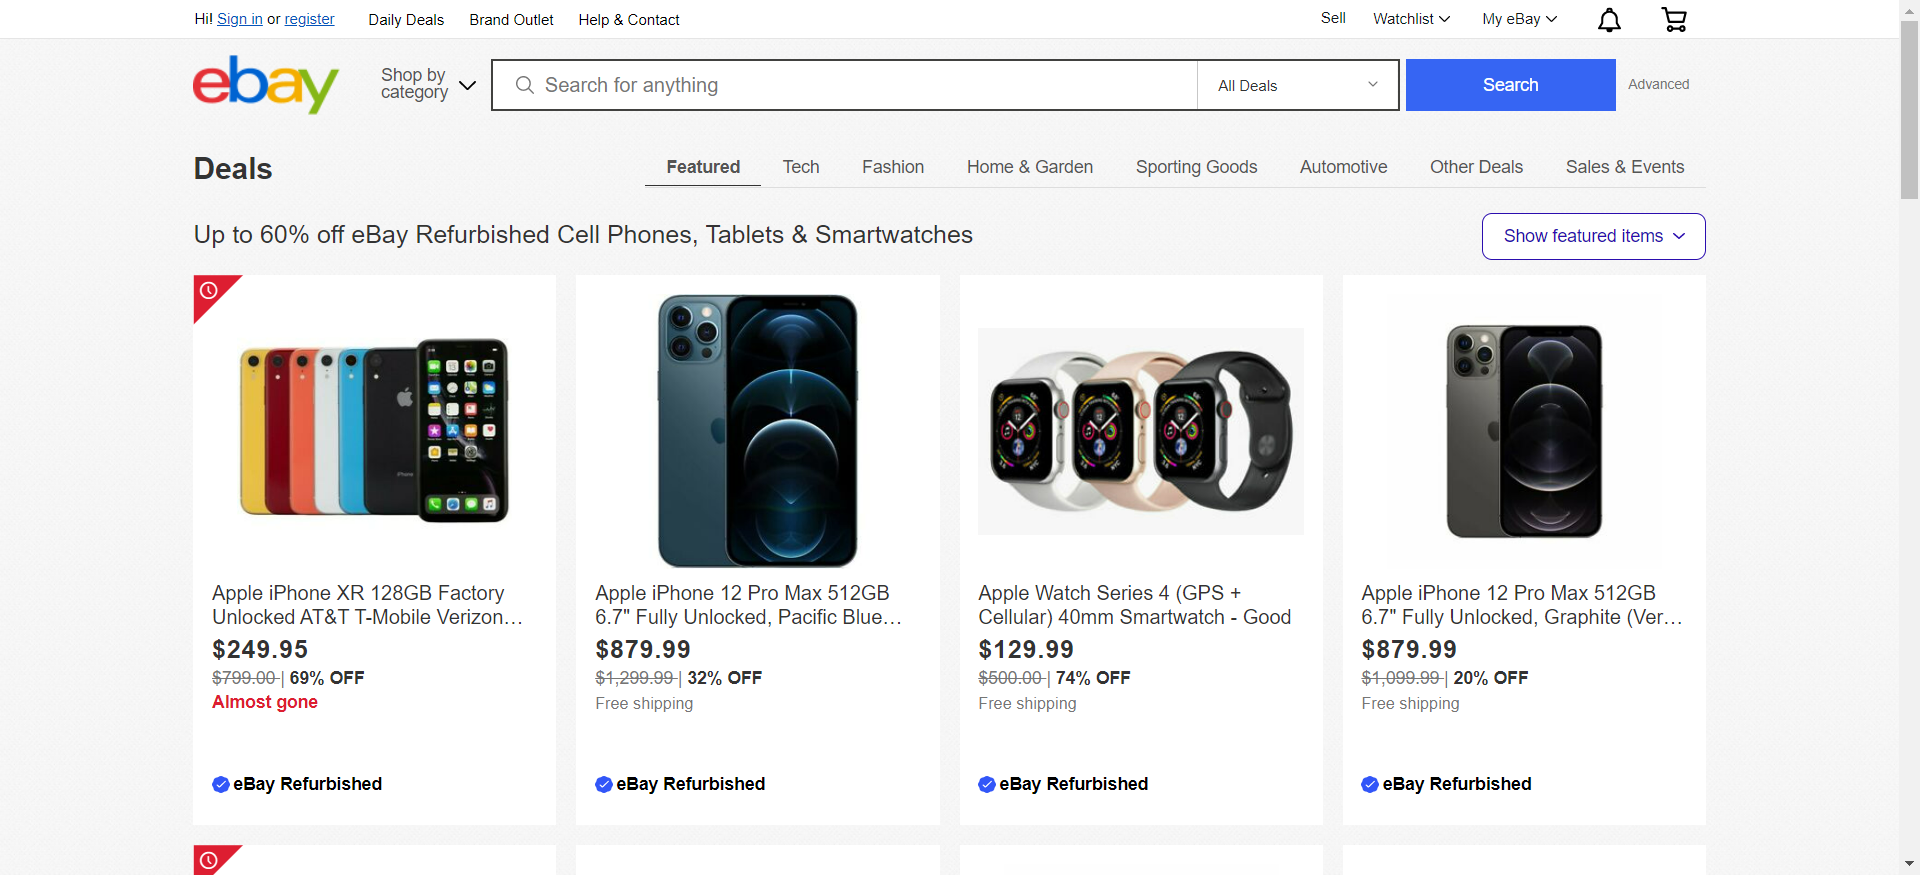 Hi! Sign in or register Daily Deals Brand Outlet Help & Contact Sell Watchlist My eBay
ebay Shop by category Search for anything All Deals Search Advanced
Deals Featured Tech Fashion Home & Garden Sporting Goods Automotive Other Deals Sales & Events
Up to 60% off eBay Refurbished Cell Phones, Tablets & Smartwatches Show featured items
Apple iPhone XR 128GB Factory
Unlocked AT&T T-Mobile Verizon…
$249.95
$799.00 | 69% OFF
Almost gone
eBay Refurbished
Apple iPhone 12 Pro Max 512GB
6.7" Fully Unlocked, Pacific Blue…
$879.99
$1,299.99 | 32% OFF
Free shipping
eBay Refurbished
Apple Watch Series 4 (GPS +
Cellular) 40mm Smartwatch - Good
$129.99
$500.00 | 74% OFF
Free shipping
eBay Refurbished
Apple iPhone 12 Pro Max 512GB
6.7" Fully Unlocked, Graphite (Ver…
$879.99
$1,099.99 | 20% OFF
Free shipping
eBay Refurbished